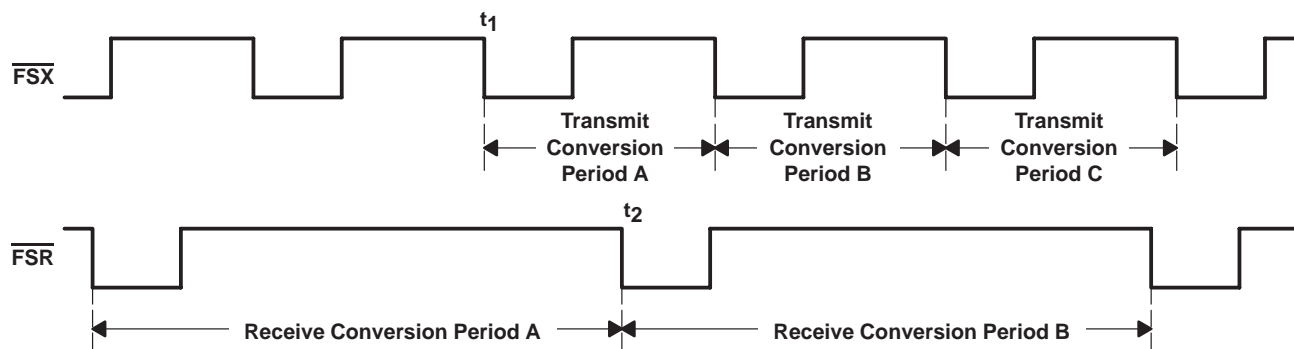 t1
FSX
Transmit
Conversion
Period A
Transmit
Conversion
Period B
Transmit
Conversion
Period C
t2
FSR
Receive Conversion Period A
Receive Conversion Period B